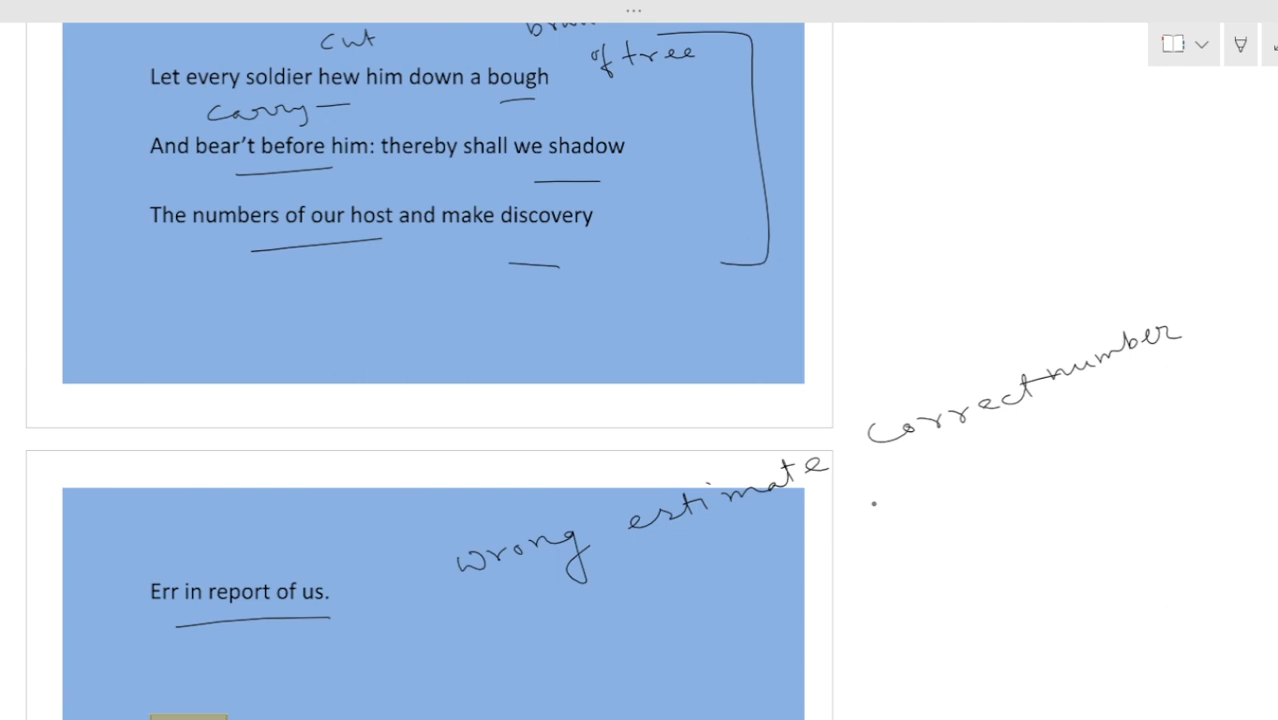 cut
of tree
Let every soldier hew him down a bough
carry
And bear't before him: thereby shall we shadow
The numbers of our host and make discovery
correct number
wrong estimate
Err in report of us.